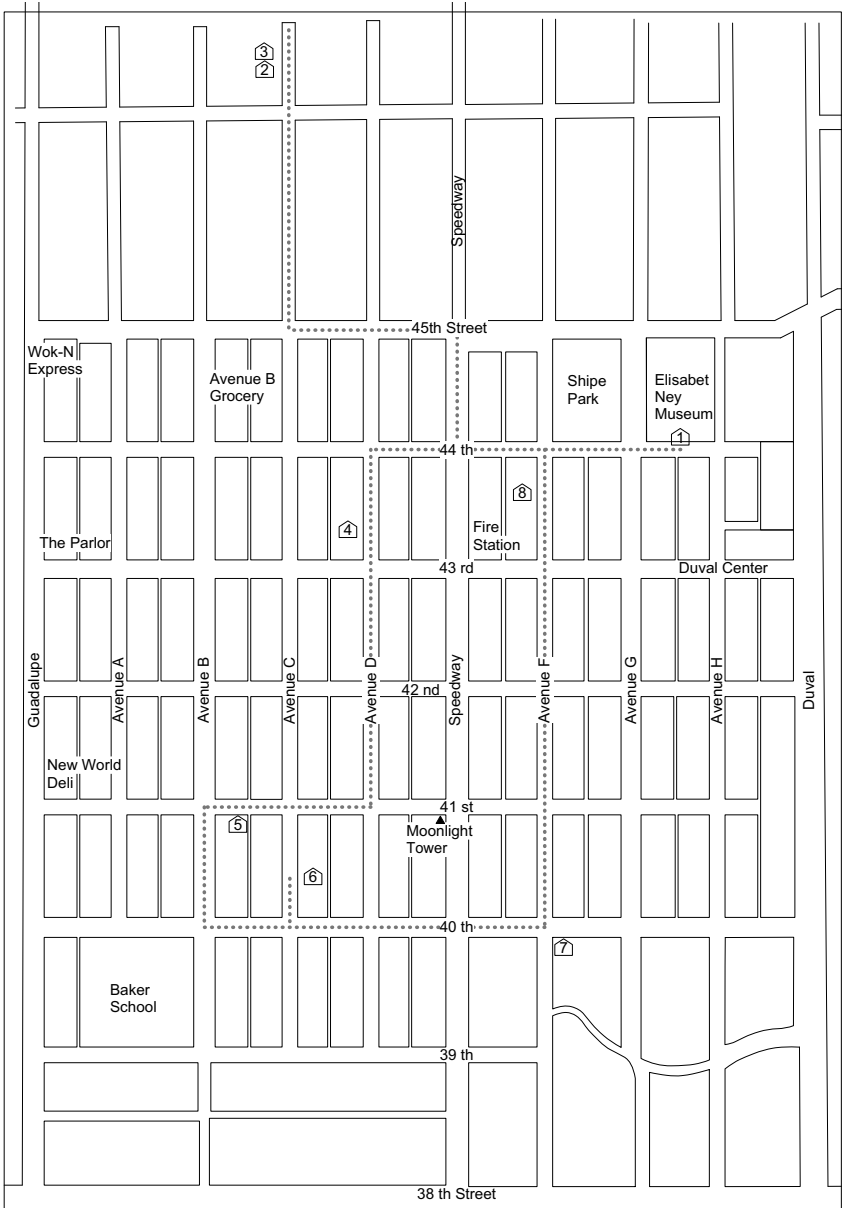 3
2
Speedway
45th Street
Wok-N
Express
Avenue B
Grocery
Shipe
Park
Elisabet
Ney
Museum
1
44 th
8
4
Fire
Station
The Parlor
43 rd
Duval Center
Guadalupe
Avenue A
Avenue B
Avenue C
Avenue D
Speedway
Avenue F
Avenue G
Avenue H
Duval
42 nd
New World
Deli
41 st
5
Moonlight
Tower
6
40 th
7
Baker
School
39 th
38 th Street